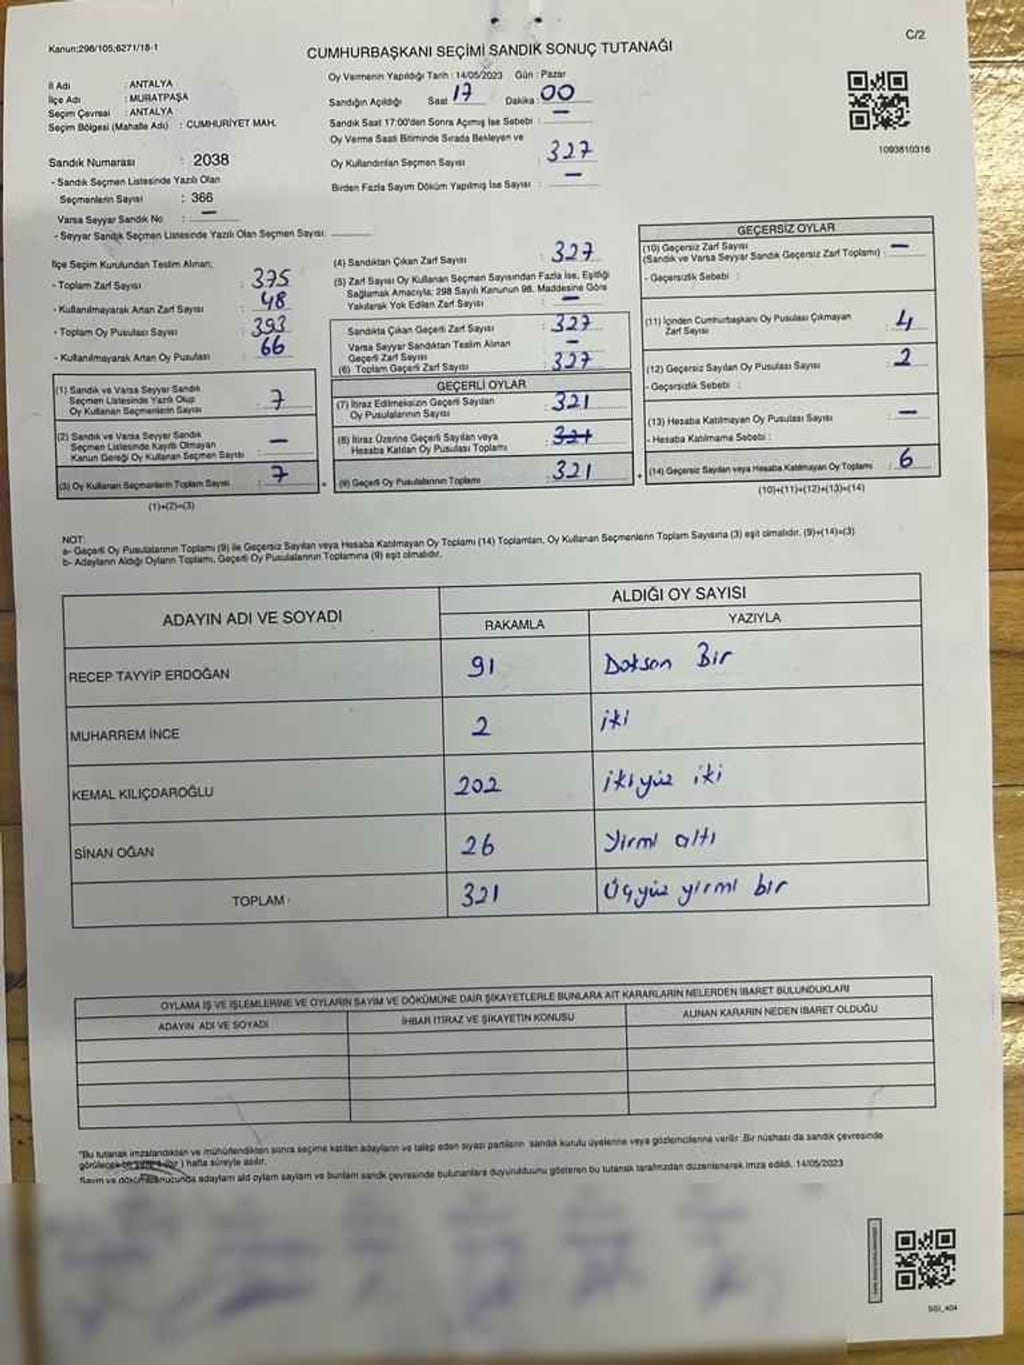 Kanun;298/105;6271/18-1
C/2
CUMHURBAŞKANI SEÇİMİ SANDIK SONUÇ TUTANAĞI
İl Adı : ANTALYA
İlçe Adı : MURATPAŞA
Seçim Çevresi : ANTALYA
Seçim Bölgesi (Mahalle Adı) : CUMHURİYET MAH.
Sandık Numarası : 2038
- Sandık Seçmen Listesinde Yazılı Olan
Seçmenlerin Sayısı : 366
Varsa Seyyar Sandık No : —
- Seyyar Sandık Seçmen Listesinde Yazılı Olan Seçmen Sayısı:
Oy Vermenin Yapıldığı Tarih : 14/05/2023 Gün : Pazar
Sandığın Açıldığı Saat 17 Dakika : 00
Sandık Saat 17:00'den Sonra Açımış İse Sebebi : —
Oy Verme Saati Bitiminde Sırada Bekleyen ve
Oy Kullandırılan Seçmen Sayısı : 327
Birden Fazla Sayım Döküm Yapılmış İse Sayısı : —
1093810316
İlçe Seçim Kurulundan Teslim Alınan;
- Toplam Zarf Sayısı : 375
- Kullanılmayarak Artan Zarf Sayısı : 48
- Toplam Oy Pusulası Sayısı : 393
- Kullanılmayarak Artan Oy Pusulası : 66
(1) Sandık ve Varsa Seyyar Sandık
Seçmen Listesinde Yazılı Olup
Oy Kullanan Seçmenlerin Sayısı : 7
(2) Sandık ve Varsa Seyyar Sandık
Seçmen Listesinde Kayıtlı Olmayan
Kanun Gereği Oy Kullanan Seçmen Sayısı : —
(3) Oy Kullanan Seçmenlerin Toplam Sayısı : 7
(1)+(2)=(3)
(4) Sandıktan Çıkan Zarf Sayısı : 327
(5) Zarf Sayısı Oy Kullanan Seçmen Sayısından Fazla İse, Eşitliği
Sağlamak Amacıyla; 298 Sayılı Kanunun 98. Maddesine Göre
Yakılarak Yok Edilen Zarf Sayısı : —
Sandıkta Çıkan Geçerli Zarf Sayısı : 327
Varsa Seyyar Sandıktan Teslim Alınan
Geçerli Zarf Sayısı : —
(6) Toplam Geçerli Zarf Sayısı : 327
GEÇERLİ OYLAR
(7) İtiraz Edilmeksizin Geçerli Sayılan
Oy Pusulalarının Sayısı : 321
(8) İtiraz Üzerine Geçerli Sayılan veya
Hesaba Katılan Oy Pusulası Toplamı : 321
(9) Geçerli Oy Pusulalarının Toplamı : 321
GEÇERSİZ OYLAR
(10) Geçersiz Zarf Sayısı
(Sandık ve Varsa Seyyar Sandık Geçersiz Zarf Toplamı) : —
- Geçersizlik Sebebi :
(11) İçinden Cumhurbaşkanı Oy Pusulası Çıkmayan
Zarf Sayısı : 4
(12) Geçersiz Sayılan Oy Pusulası Sayısı : 2
- Geçersizlik Sebebi :
(13) Hesaba Katılmayan Oy Pusulası Sayısı : —
- Hesaba Katılmama Sebebi :
(14) Geçersiz Sayılan veya Hesaba Katılmayan Oy Toplamı : 6
(10)+(11)+(12)+(13)=(14)
NOT:
a- Geçerli Oy Pusulalarının Toplamı (9) ile Geçersiz Sayılan veya Hesaba Katılmayan Oy Toplamı (14) Toplamları, Oy Kullanan Seçmenlerin Toplam Sayısına (3) eşit olmalıdır. (9)+(14)=(3)
b- Adayların Aldığı Oyların Toplamı, Geçerli Oy Pusulalarının Toplamına (9) eşit olmalıdır.
ADAYIN ADI VE SOYADI ALDIĞI OY SAYISI
RAKAMLA YAZIYLA
RECEP TAYYİP ERDOĞAN 91 Doksan Bir
MUHARREM İNCE 2 iki
KEMAL KILIÇDAROĞLU 202 ikiyüz iki
SİNAN OĞAN 26 Yirmi altı
TOPLAM : 321 Üçyüz yirmi bir
OYLAMA İŞ VE İŞLEMLERİNE VE OYLARIN SAYIM VE DÖKÜMÜNE DAİR ŞİKAYETLERLE BUNLARA AİT KARARLARIN NELERDEN İBARET BULUNDUKLARI
ADAYIN ADI VE SOYADI İHBAR İTİRAZ VE ŞİKAYETİN KONUSU ALINAN KARARIN NEDEN İBARET OLDUĞU
"Bu tutanak imzalandıktan ve mühürlendikten sonra seçime katılan adayların ve talep eden siyasi partilerin sandık kurulu üyelerine veya gözlemcilerine verilir. Bir nüshası da sandık çevresinde
hafta süreyle asılır.
Sayım ve döküm sonucunda adayların bu tutanak tarafımızdan düzenlenerek imza edildi. 14/05/2023
SSI_404